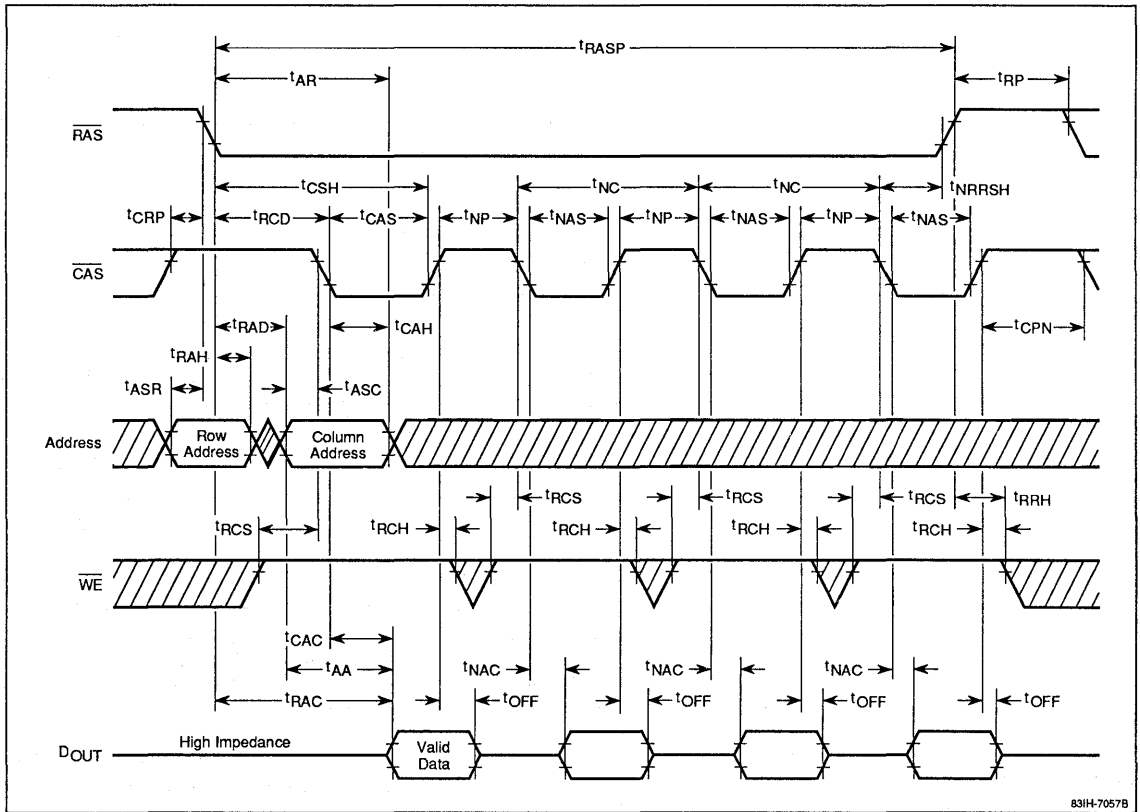 tRASP
tAR
tRP
RAS
tCSH
tNC
tNC
tNRRSH
tCRP
tRCD
tCAS
tNP
tNAS
tNP
tNAS
tNP
tNAS
CAS
tRAD
tCAH
tCPN
tRAH
tASR
tASC
Address
Row Address
Column Address
tRCS
tRCS
tRCS
tRRH
tRCS
tRCH
tRCH
tRCH
tRCH
WE
tCAC
tAA
tNAC
tNAC
tNAC
tRAC
tOFF
tOFF
tOFF
tOFF
DOUT
High Impedance
Valid Data
83IH-7057B